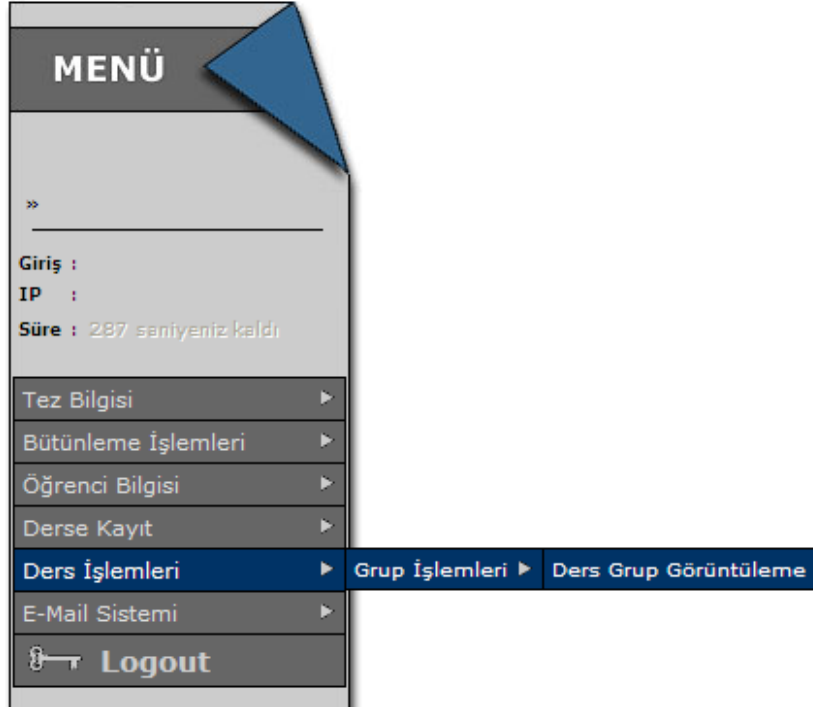 MENÜ
»
Giriş :
IP :
Süre : 287 saniyeniz kaldı
Tez Bilgisi
Bütünleme İşlemleri
Öğrenci Bilgisi
Derse Kayıt
Ders İşlemleri Grup İşlemleri Ders Grup Görüntüleme
E-Mail Sistemi
Logout